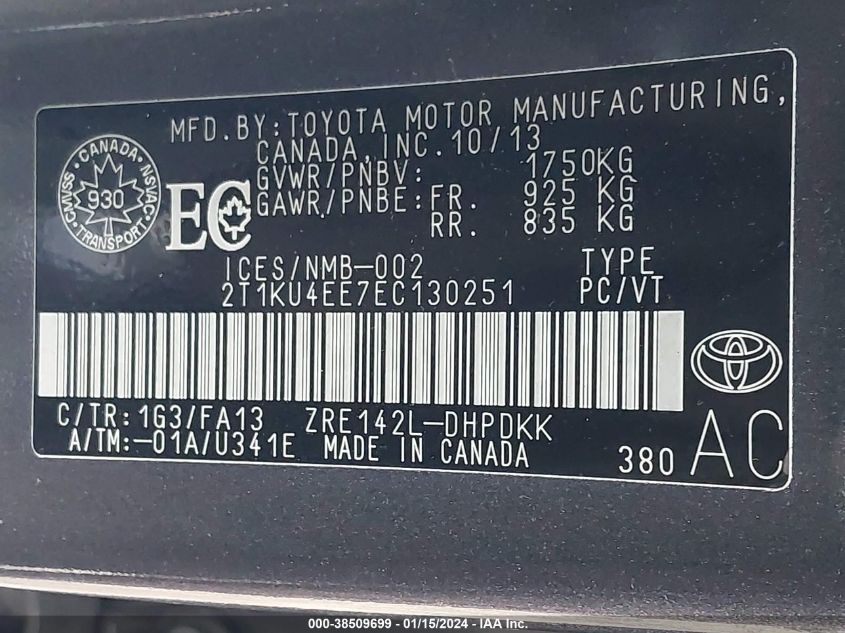 MFD.BY:TOYOTA MOTOR MANUFACTURING,
CANADA,INC.10/13
GVWR/PNBV: 1750KG
GAWR/PNBE:FR. 925 KG
RR. 835 KG
CANADA
CMVSS NSVAC
930
TRANSPORT
EC
ICES/NMB-002 TYPE
2T1KU4EE7EC130251 PC/VT
C/TR:1G3/FA13 ZRE142L-DHPDKK
A/TM:-01A/U341E MADE IN CANADA 380 AC
000-38509699 - 01/15/2024 - IAA Inc.